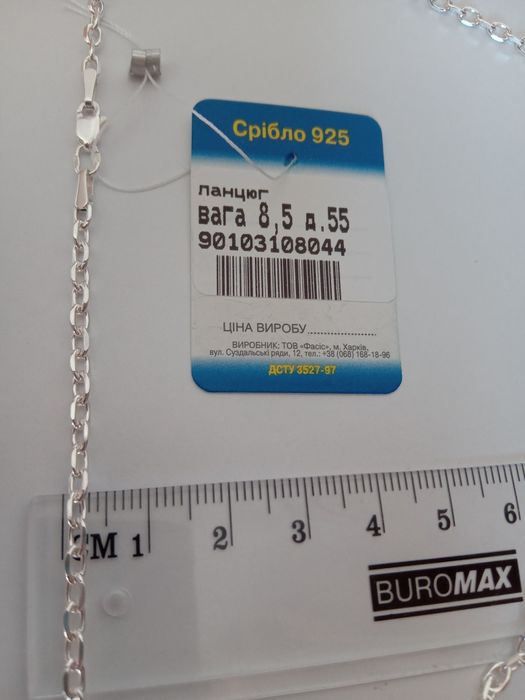 Срібло 925
ланцюг
вага 8,5 д.55
90103108044
ЦІНА ВИРОБУ
ВИРОБНИК: ТОВ «Фасіс», м. Харків,
вул. Суздальські ряди, 12, тел.: +38 (068) 168-18-96
ДСТУ 3527-97
CM 1 2 3 4 5 6
BUROMAX